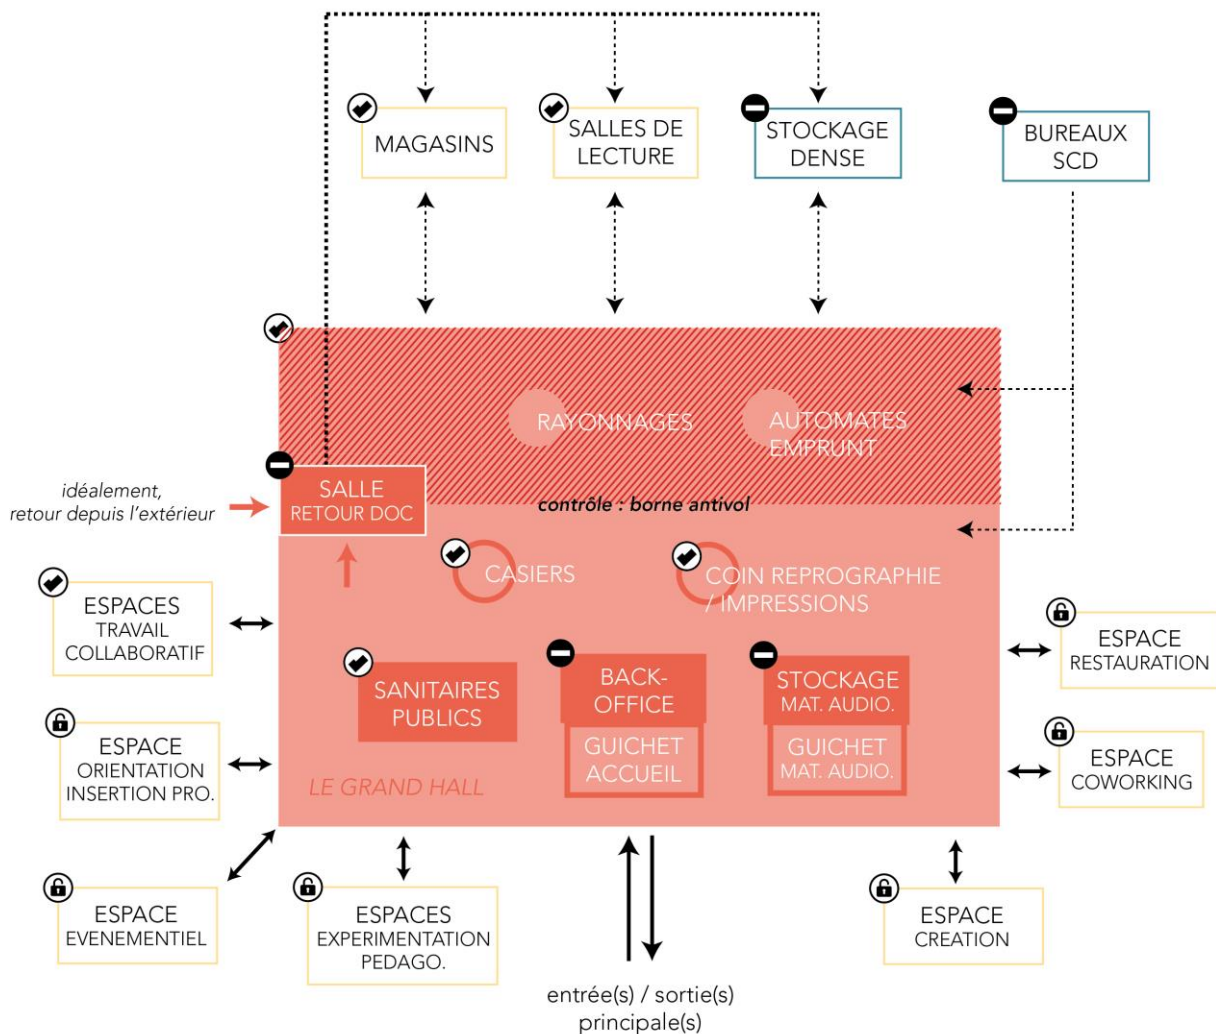 MAGASINS
SALLES DE
LECTURE
STOCKAGE
DENSE
BUREAUX
SCD
RAYONNAGES
AUTOMATES
EMPRUNT
SALLE
RETOUR DOC
idéalement,
retour depuis l'extérieur
contrôle : borne antivol
CASIERS
COIN REPROGRAPHIE
/ IMPRESSIONS
ESPACES
TRAVAIL
COLLABORATIF
ESPACE
RESTAURATION
SANITAIRES
PUBLICS
BACK-
OFFICE
GUICHET
ACCUEIL
STOCKAGE
MAT. AUDIO.
GUICHET
MAT. AUDIO.
ESPACE
ORIENTATION
INSERTION PRO.
LE GRAND HALL
ESPACE
COWORKING
ESPACE
EVENEMENTIEL
ESPACES
EXPERIMENTATION
PEDAGO.
ESPACE
CREATION
entrée(s) / sortie(s)
principale(s)